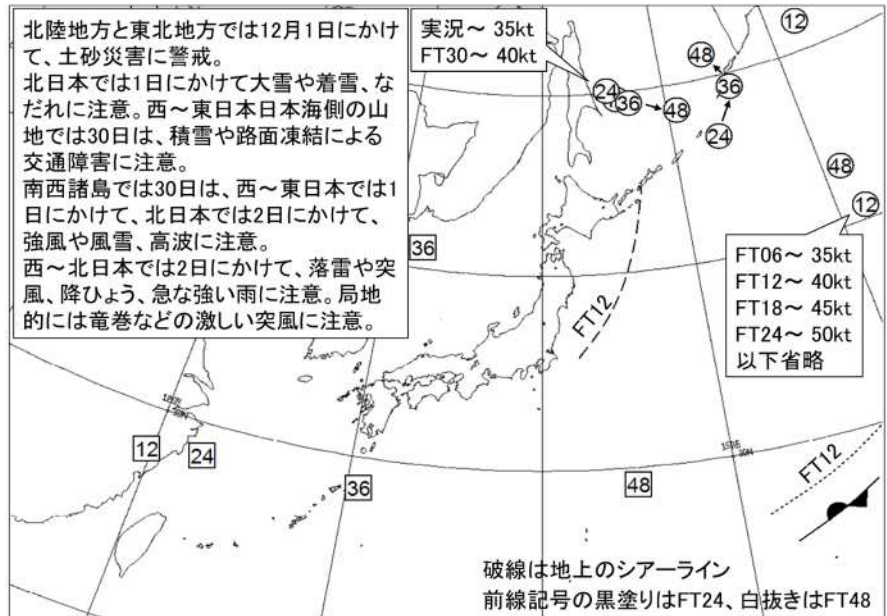 北陸地方と東北地方では12月1日にかけ
て、土砂災害に警戒。
北日本では1日にかけて大雪や着雪、な
だれに注意。西～東日本日本海側の山
地では30日は、積雪や路面凍結による
交通障害に注意。
南西諸島では30日は、西～東日本では1
日にかけて、北日本では2日にかけて、
強風や風雪、高波に注意。
西～北日本では2日にかけて、落雷や突
風、降ひょう、急な強い雨に注意。局地
的には竜巻などの激しい突風に注意。
実況～ 35kt
FT30～ 40kt
12
48
24
36
48
36
24
48
12
36
FT06～ 35kt
FT12～ 40kt
FT18～ 45kt
FT24～ 50kt
以下省略
FT12
12
24
36
48
FT12
破線は地上のシアーライン
前線記号の黒塗りはFT24、白抜きはFT48